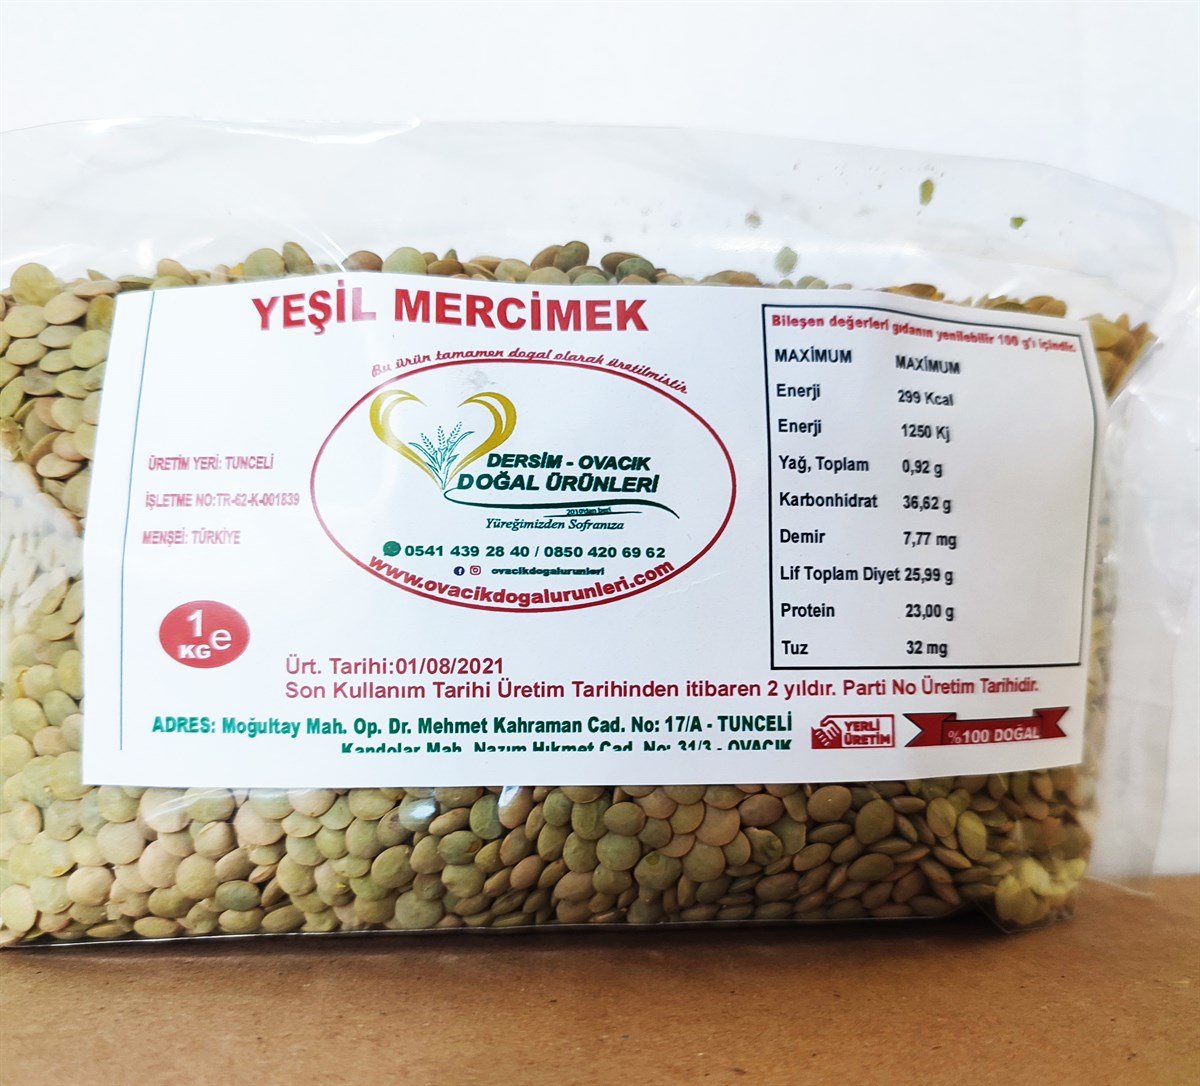 YEŞİL MERCİMEK
Bu ürün tamamen doğal olarak üretilmiştir
DERSİM - OVACIK
DOĞAL ÜRÜNLERİ
2010'dan beri
Yüreğimizden Sofranıza
0541 439 28 40 / 0850 420 69 62
ovacikdogalurunleri
www.ovacikdogalurunleri.com
ÜRETİM YERİ: TUNCELİ
İŞLETME NO:TR-62-K-001839
MENŞEİ: TÜRKİYE
1
KG e
Bileşen değerleri gıdanın yenilebilir 100 g'ı içindir.
MAXİMUM MAXİMUM
Enerji 299 Kcal
Enerji 1250 Kj
Yağ, Toplam 0,92 g
Karbonhidrat 36,62 g
Demir 7,77 mg
Lif Toplam Diyet 25,99 g
Protein 23,00 g
Tuz 32 mg
Ürt. Tarihi:01/08/2021
Son Kullanım Tarihi Üretim Tarihinden itibaren 2 yıldır. Parti No Üretim Tarihidir.
ADRES: Moğultay Mah. Op. Dr. Mehmet Kahraman Cad. No: 17/A - TUNCELİ
Kandolar Mah. Nazım Hıkmet Cad. No: 31/3 - OVACIK
YERLİ
ÜRETİM
%100 DOĞAL